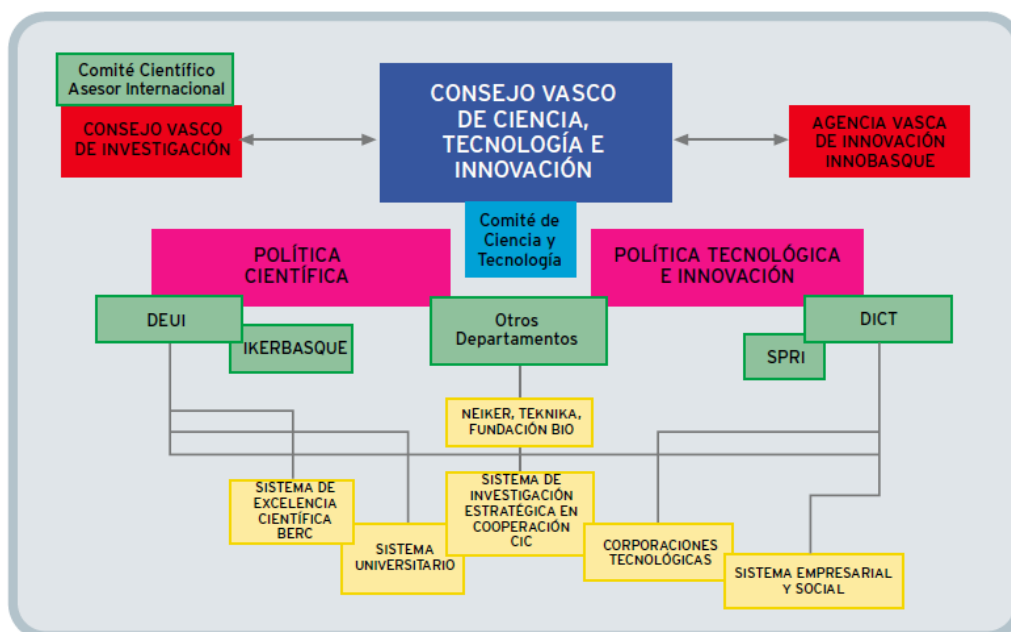 Comité Científico
Asesor Internacional
CONSEJO VASCO
DE INVESTIGACIÓN
CONSEJO VASCO
DE CIENCIA,
TECNOLOGÍA E
INNOVACIÓN
AGENCIA VASCA
DE INNOVACIÓN
INNOBASQUE
Comité de
Ciencia y
Tecnología
POLÍTICA
CIENTÍFICA
POLÍTICA TECNOLÓGICA
E INNOVACIÓN
DEUI
IKERBASQUE
Otros
Departamentos
DICT
SPRI
NEIKER, TEKNIKA,
FUNDACIÓN BIO
SISTEMA DE
EXCELENCIA
CIENTÍFICA
BERC
SISTEMA
UNIVERSITARIO
SISTEMA DE
INVESTIGACIÓN
ESTRATÉGICA EN
COOPERACIÓN
CIC
CORPORACIONES
TECNOLÓGICAS
SISTEMA EMPRESARIAL
Y SOCIAL